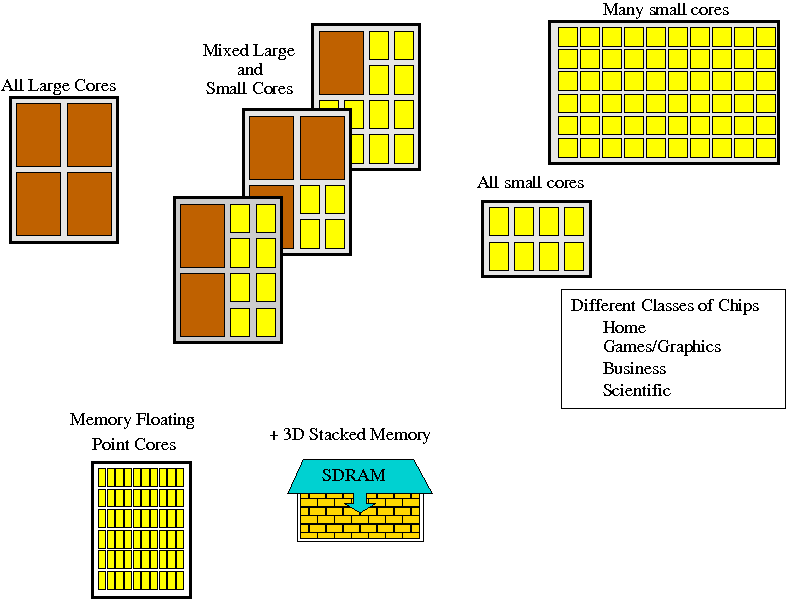 Many small cores
Mixed Large
and
Small Cores
All Large Cores
All small cores
Different Classes of Chips
Home
Games/Graphics
Business
Scientific
Memory Floating
Point Cores
+ 3D Stacked Memory
SDRAM